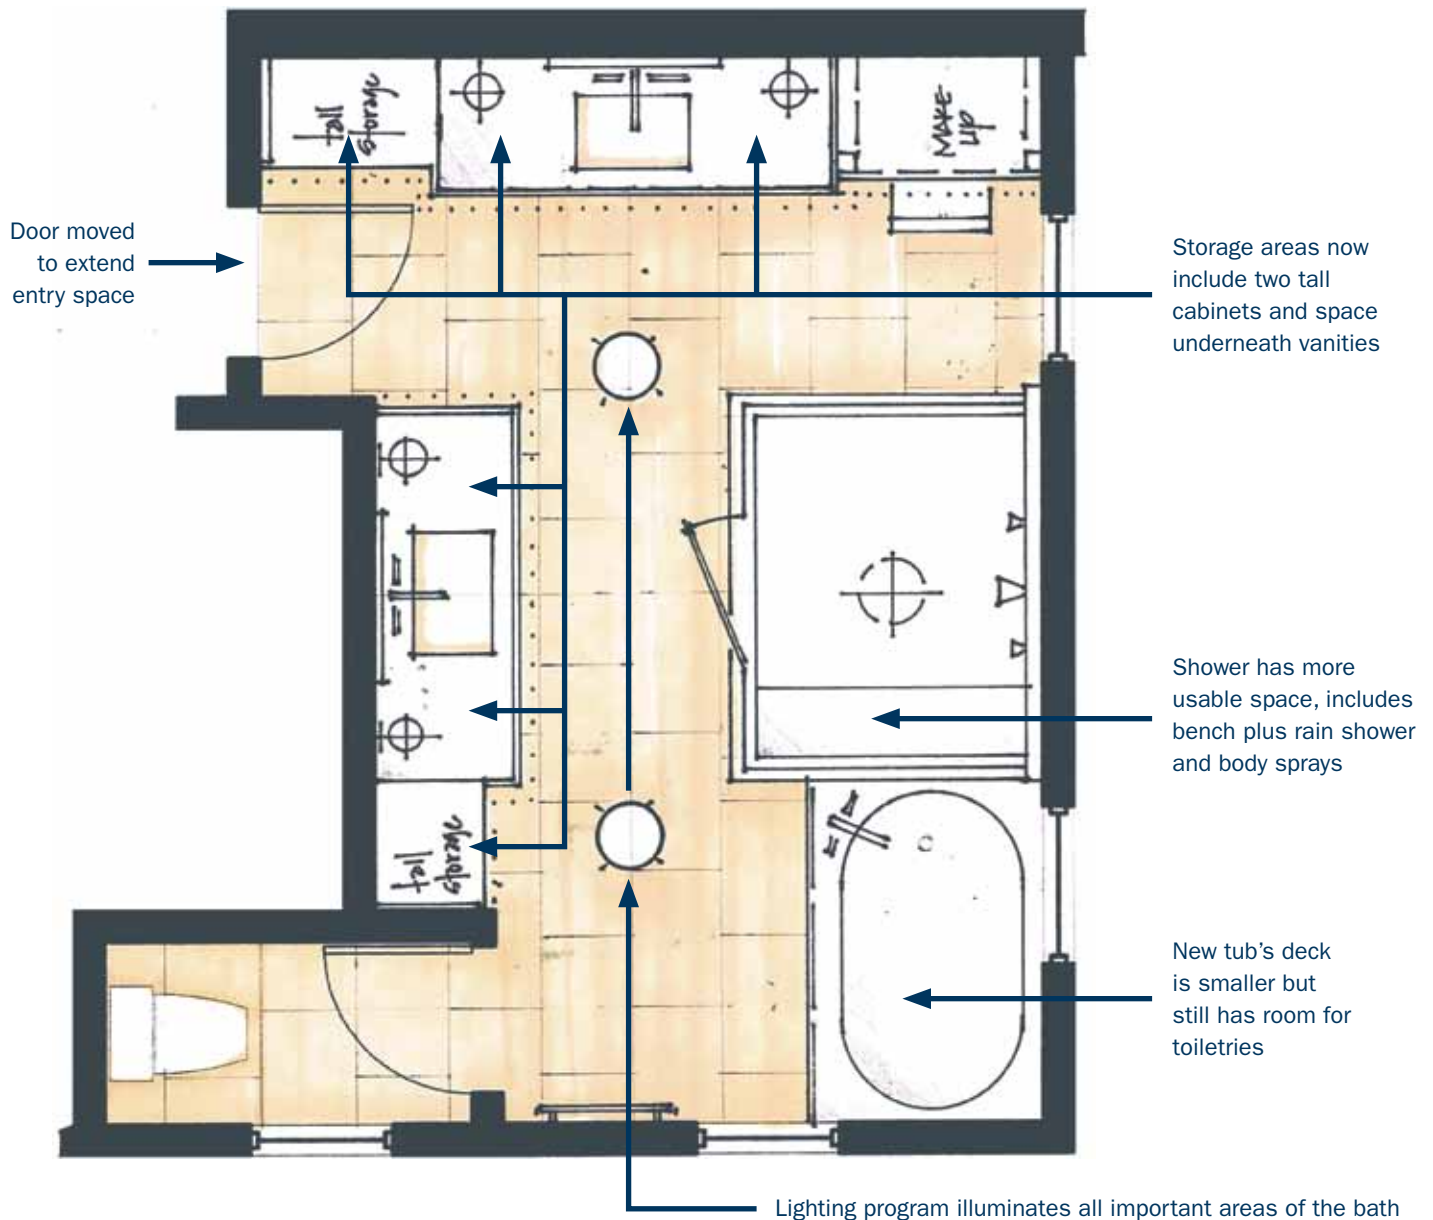 tall
storage
MAKE
UP
Door moved
to extend
entry space
Storage areas now
include two tall
cabinets and space
underneath vanities
Shower has more
usable space, includes
bench plus rain shower
and body sprays
tall
storage
New tub's deck
is smaller but
still has room for
toiletries
Lighting program illuminates all important areas of the bath